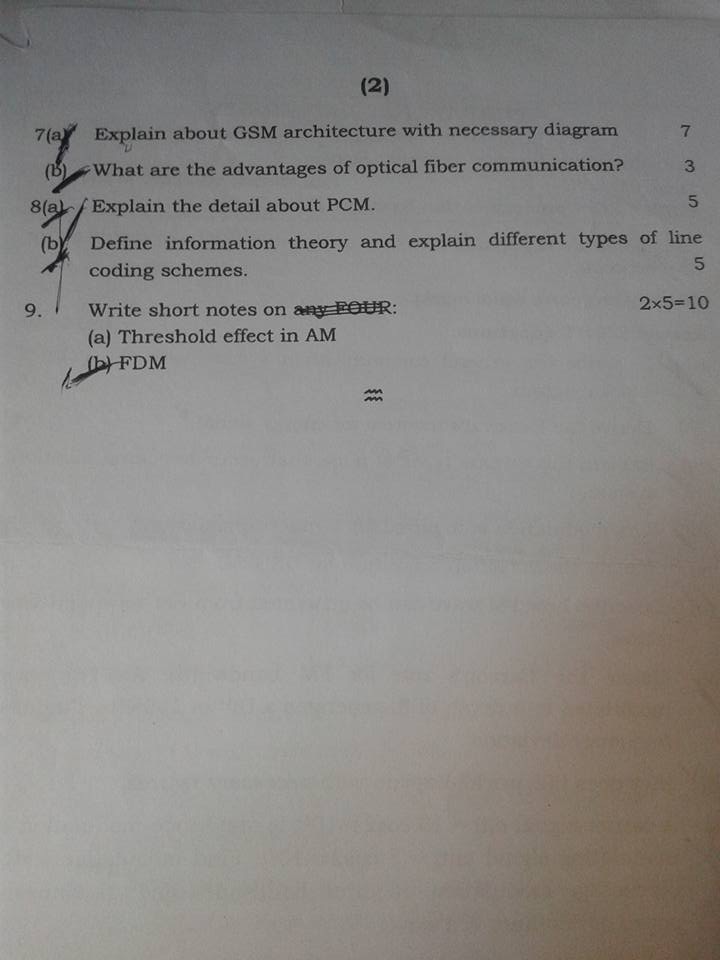 (2)
7(a) Explain about GSM architecture with necessary diagram 7
(b) What are the advantages of optical fiber communication? 3
8(a) Explain the detail about PCM. 5
(b) Define information theory and explain different types of line
coding schemes. 5
9. Write short notes on any FOUR: 2×5=10
(a) Threshold effect in AM
(b) FDM